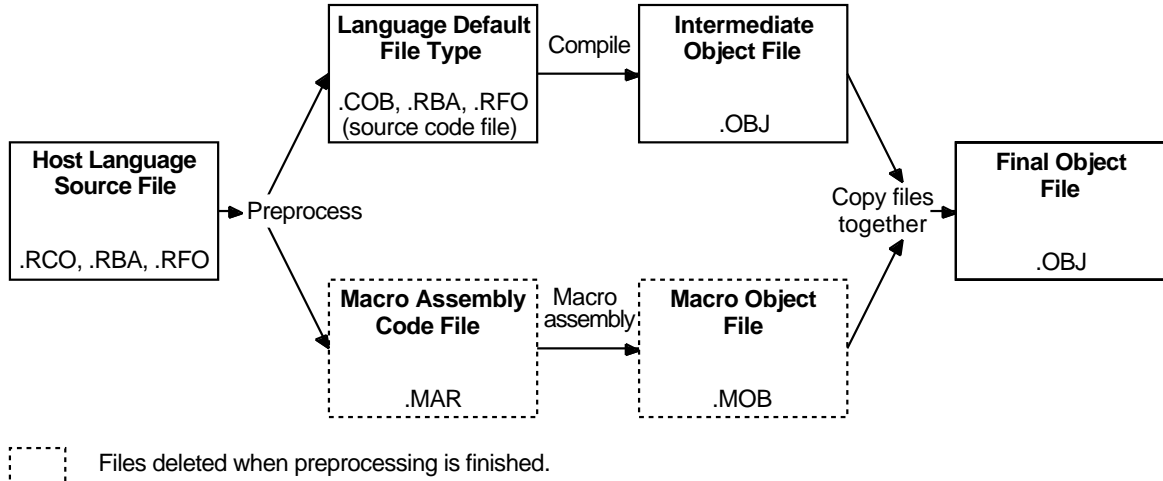 Language Default
File Type
.COB, .RBA, .RFO
(source code file)
Compile
Intermediate
Object File
.OBJ
Host Language
Source File
.RCO, .RBA, .RFO
Preprocess
Copy files
together
Final Object
File
.OBJ
Macro Assembly
Code File
.MAR
Macro
assembly
Macro Object
File
.MOB
Files deleted when preprocessing is finished.